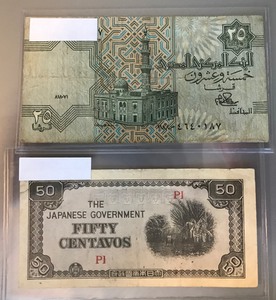 ٢٥
البنك المركزي المصري
خمسة وعشرون
قرشا
المحافظ
٢٥
50
50
THE
JAPANESE GOVERNMENT
FIFTY
CENTAVOS
PI
PI
50
50